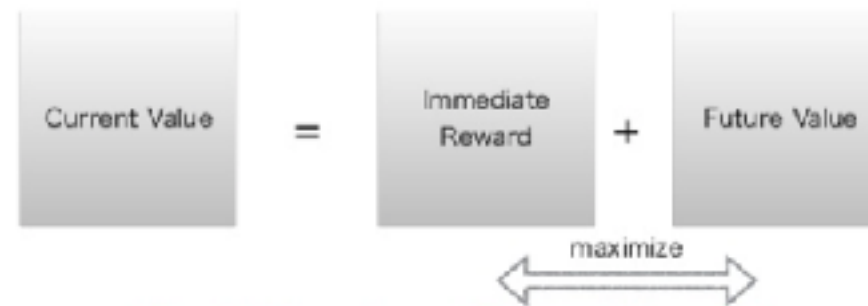 Current Value
=
Immediate
Reward
+
Future Value
maximize